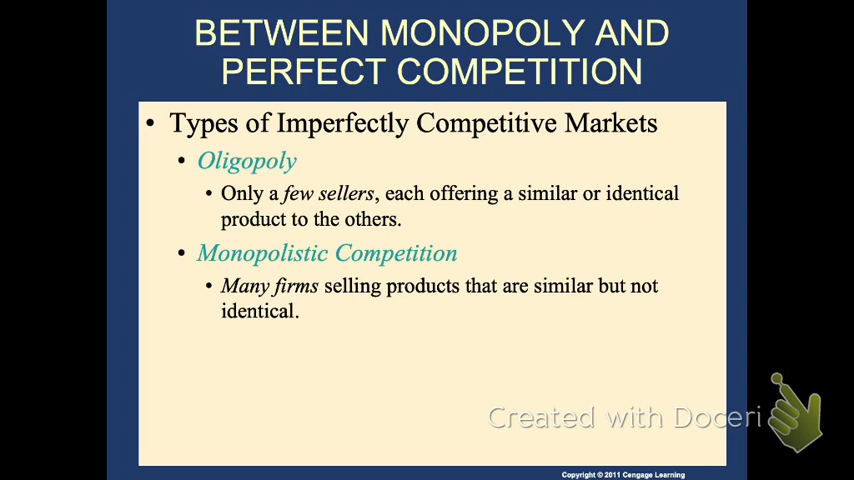 BETWEEN MONOPOLY AND
PERFECT COMPETITION
• Types of Imperfectly Competitive Markets
• Oligopoly
• Only a few sellers, each offering a similar or identical
product to the others.
• Monopolistic Competition
• Many firms selling products that are similar but not
identical.
Created with Doceri
Copyright © 2011 Cengage Learning